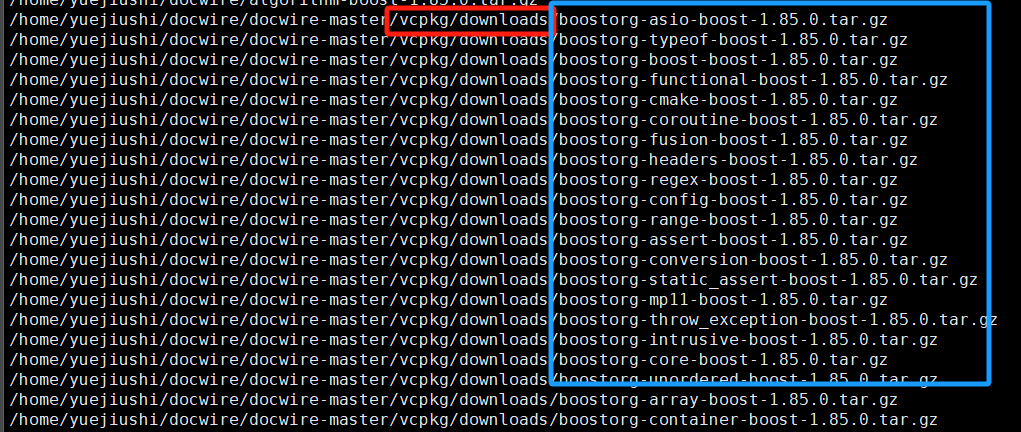 /home/yuejiushi/docwire/docwire-master/algorithm-boost-1.85.0.tar.gz
/home/yuejiushi/docwire/docwire-master/vcpkg/downloads/boostorg-asio-boost-1.85.0.tar.gz
/home/yuejiushi/docwire/docwire-master/vcpkg/downloads/boostorg-typeof-boost-1.85.0.tar.gz
/home/yuejiushi/docwire/docwire-master/vcpkg/downloads/boostorg-boost-boost-1.85.0.tar.gz
/home/yuejiushi/docwire/docwire-master/vcpkg/downloads/boostorg-functional-boost-1.85.0.tar.gz
/home/yuejiushi/docwire/docwire-master/vcpkg/downloads/boostorg-cmake-boost-1.85.0.tar.gz
/home/yuejiushi/docwire/docwire-master/vcpkg/downloads/boostorg-coroutine-boost-1.85.0.tar.gz
/home/yuejiushi/docwire/docwire-master/vcpkg/downloads/boostorg-fusion-boost-1.85.0.tar.gz
/home/yuejiushi/docwire/docwire-master/vcpkg/downloads/boostorg-headers-boost-1.85.0.tar.gz
/home/yuejiushi/docwire/docwire-master/vcpkg/downloads/boostorg-regex-boost-1.85.0.tar.gz
/home/yuejiushi/docwire/docwire-master/vcpkg/downloads/boostorg-config-boost-1.85.0.tar.gz
/home/yuejiushi/docwire/docwire-master/vcpkg/downloads/boostorg-range-boost-1.85.0.tar.gz
/home/yuejiushi/docwire/docwire-master/vcpkg/downloads/boostorg-assert-boost-1.85.0.tar.gz
/home/yuejiushi/docwire/docwire-master/vcpkg/downloads/boostorg-conversion-boost-1.85.0.tar.gz
/home/yuejiushi/docwire/docwire-master/vcpkg/downloads/boostorg-static_assert-boost-1.85.0.tar.gz
/home/yuejiushi/docwire/docwire-master/vcpkg/downloads/boostorg-mp11-boost-1.85.0.tar.gz
/home/yuejiushi/docwire/docwire-master/vcpkg/downloads/boostorg-throw_exception-boost-1.85.0.tar.gz
/home/yuejiushi/docwire/docwire-master/vcpkg/downloads/boostorg-intrusive-boost-1.85.0.tar.gz
/home/yuejiushi/docwire/docwire-master/vcpkg/downloads/boostorg-core-boost-1.85.0.tar.gz
/home/yuejiushi/docwire/docwire-master/vcpkg/downloads/boostorg-unordered-boost-1.85.0.tar.gz
/home/yuejiushi/docwire/docwire-master/vcpkg/downloads/boostorg-array-boost-1.85.0.tar.gz
/home/yuejiushi/docwire/docwire-master/vcpkg/downloads/boostorg-container-boost-1.85.0.tar.gz